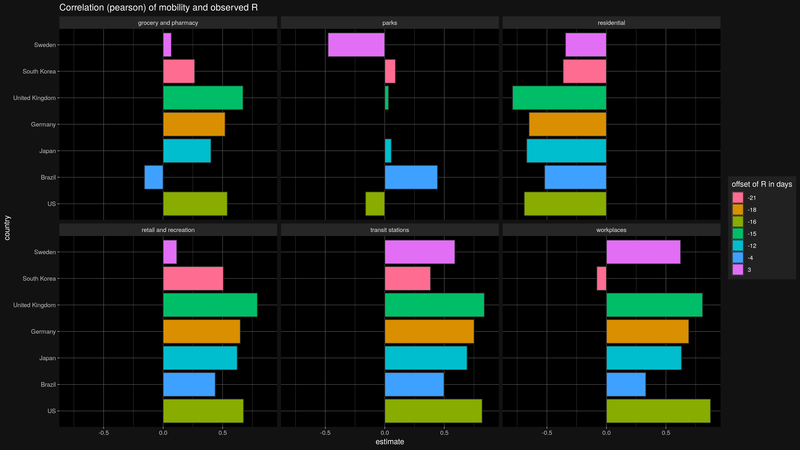 Correlation (pearson) of mobility and observed R
grocery and pharmacy
parks
residential
Sweden
South Korea
United Kingdom
Germany
Japan
Brazil
US
retail and recreation
transit stations
workplaces
Sweden
South Korea
United Kingdom
Germany
Japan
Brazil
US
-0.5 0.0 0.5
-0.5 0.0 0.5
-0.5 0.0 0.5
estimate
country
offset of R in days
-21
-18
-16
-15
-12
-4
3